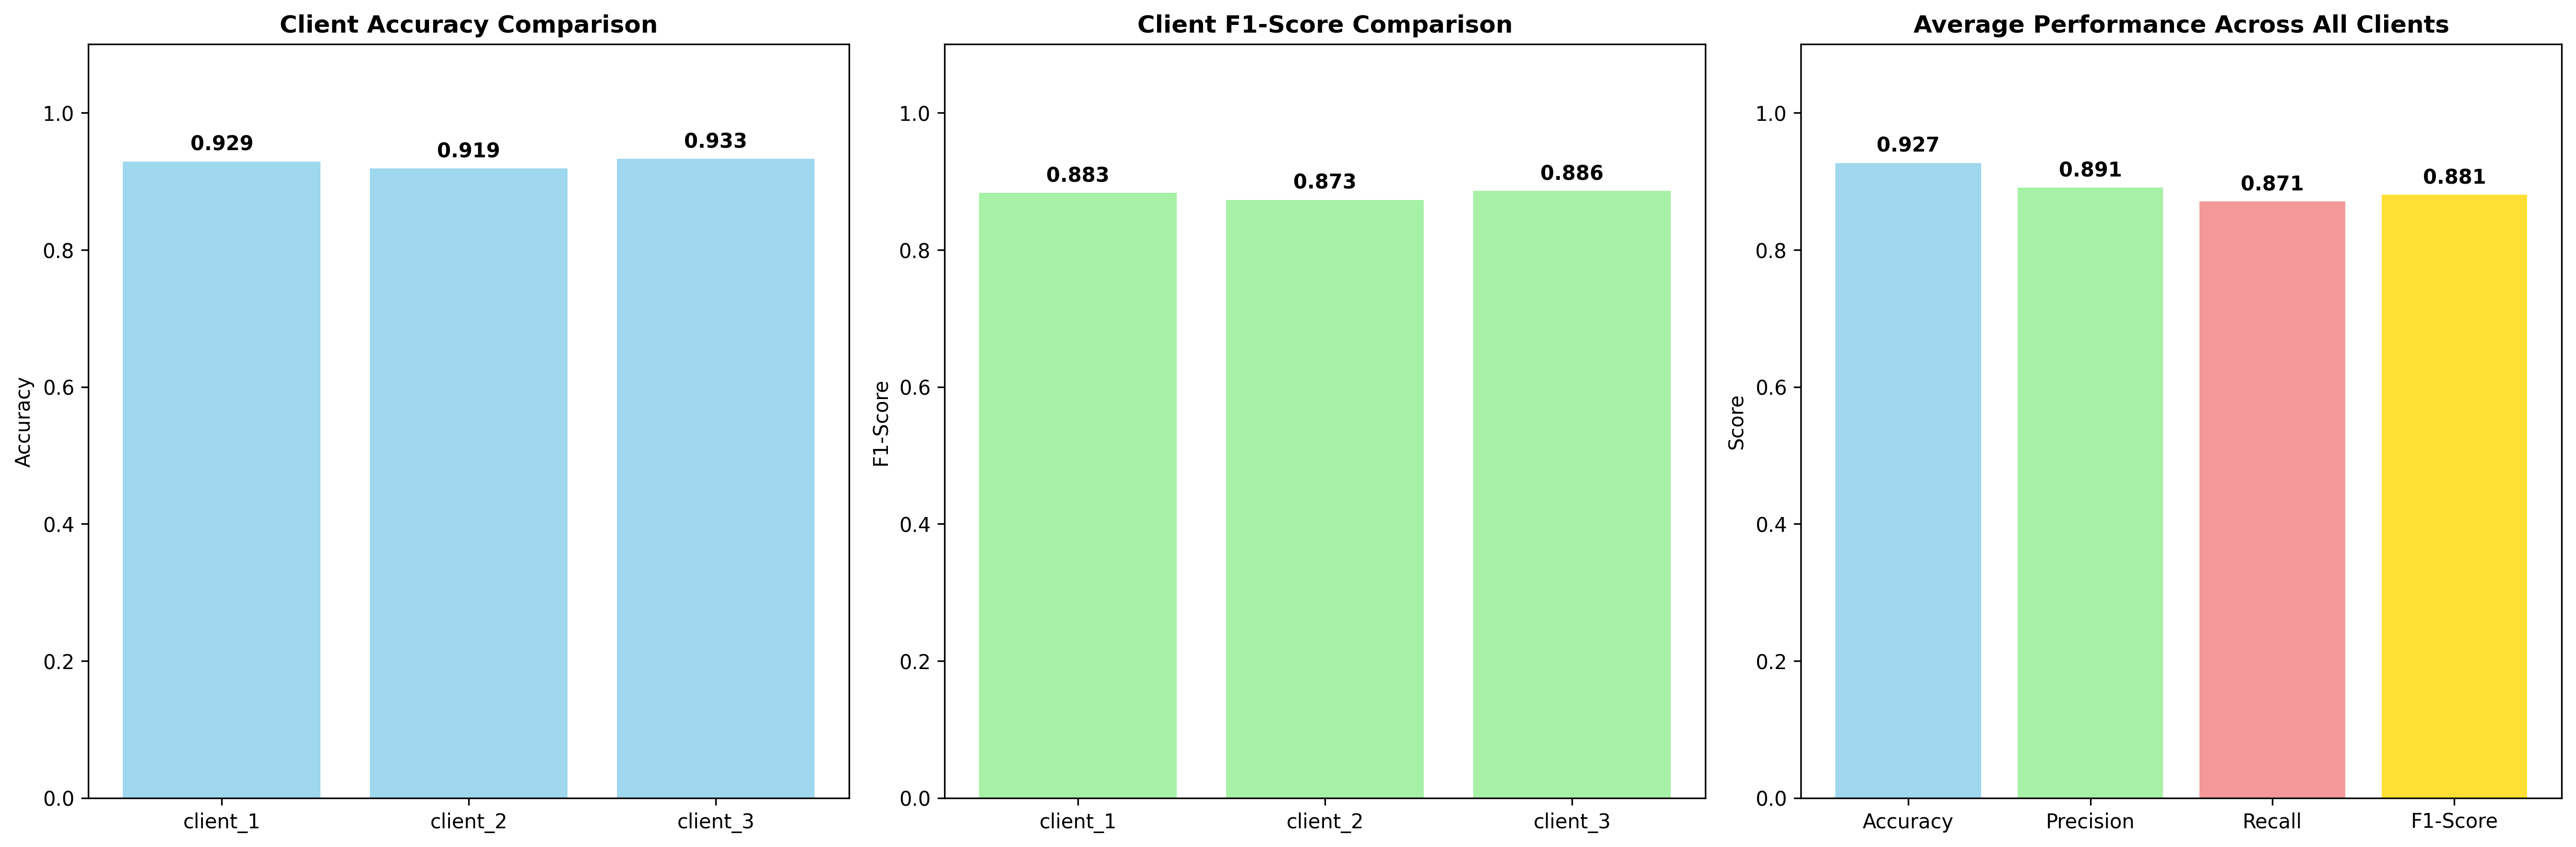 Client Accuracy Comparison
Accuracy
1.0
0.8
0.6
0.4
0.2
0.0
0.929
0.919
0.933
client_1
client_2
client_3
Client F1-Score Comparison
F1-Score
1.0
0.8
0.6
0.4
0.2
0.0
0.883
0.873
0.886
client_1
client_2
client_3
Average Performance Across All Clients
Score
1.0
0.8
0.6
0.4
0.2
0.0
0.927
0.891
0.871
0.881
Accuracy
Precision
Recall
F1-Score